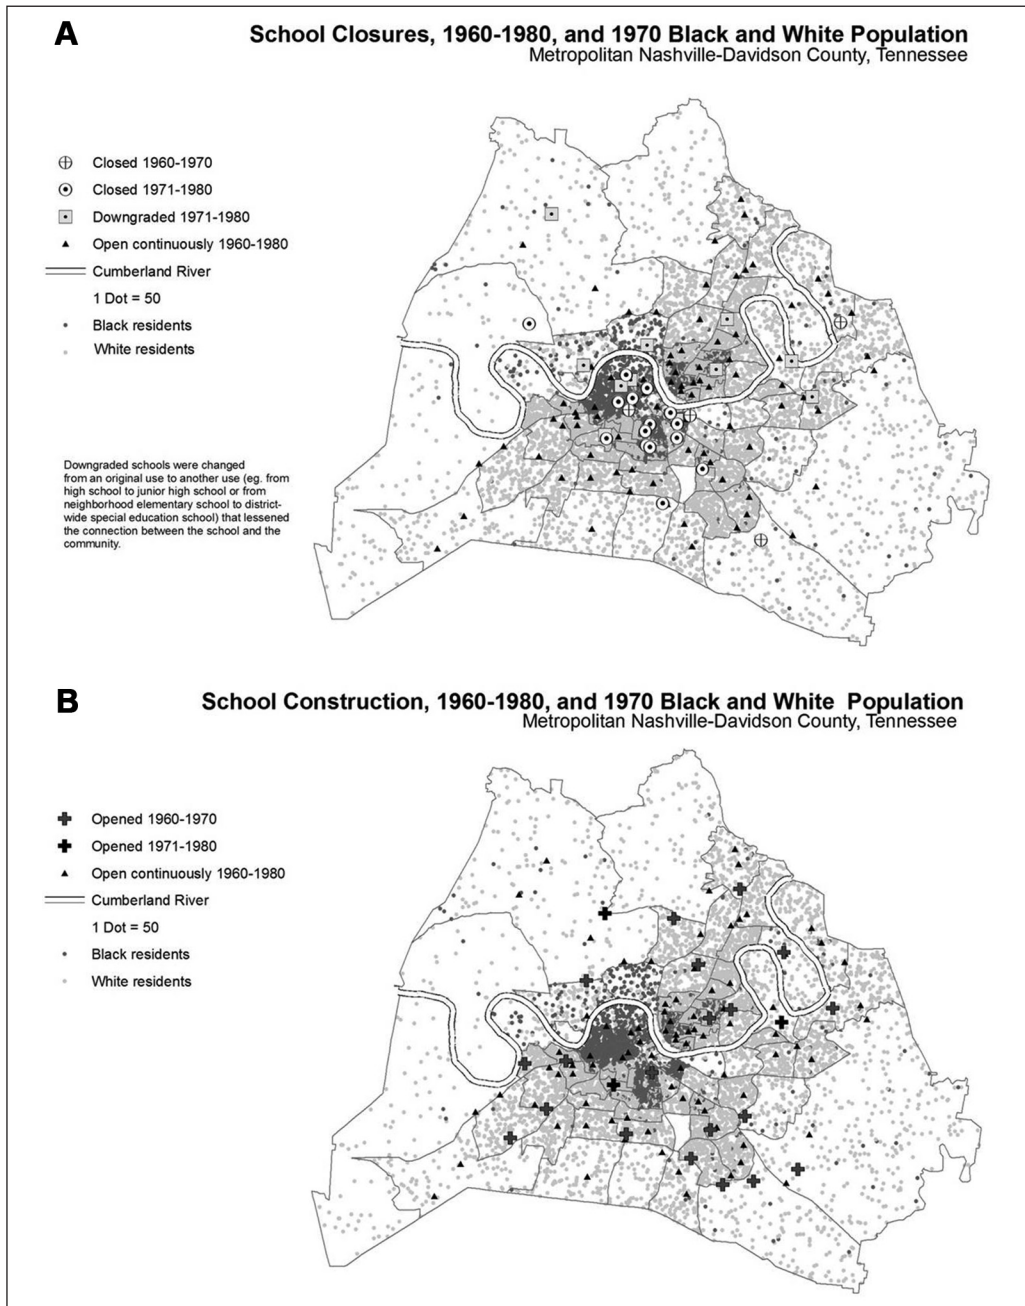 A
School Closures, 1960-1980, and 1970 Black and White Population
Metropolitan Nashville-Davidson County, Tennessee
Closed 1960-1970
Closed 1971-1980
Downgraded 1971-1980
Open continuously 1960-1980
Cumberland River
1 Dot = 50
Black residents
White residents
Downgraded schools were changed
from an original use to another use (eg. from
high school to junior high school or from
neighborhood elementary school to district-
wide special education school) that lessened
the connection between the school and the
community.
B
School Construction, 1960-1980, and 1970 Black and White Population
Metropolitan Nashville-Davidson County, Tennessee
Opened 1960-1970
Opened 1971-1980
Open continuously 1960-1980
Cumberland River
1 Dot = 50
Black residents
White residents